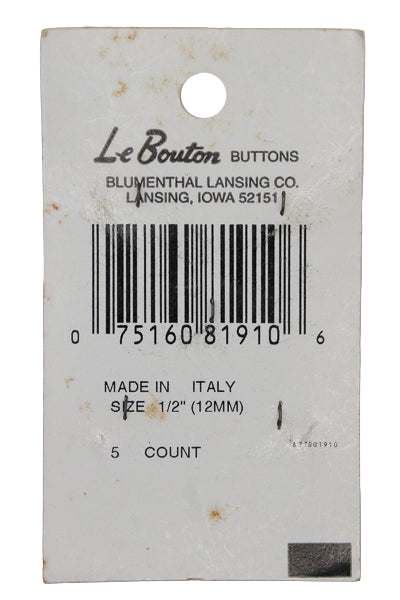 Le Bouton BUTTONS
BLUMENTHAL LANSING CO.
LANSING, IOWA 52151
0 75160 81910 6
MADE IN ITALY
SIZE 1/2" (12MM)
5 COUNT